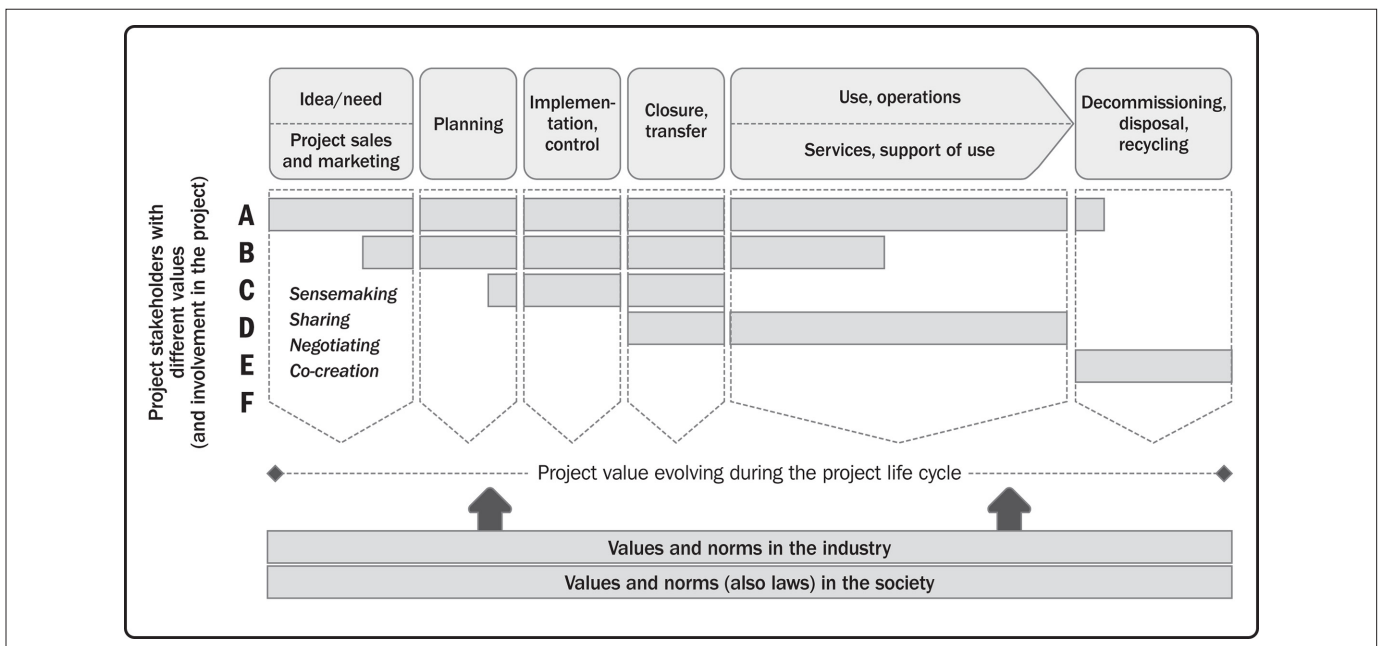 Idea/need
Project sales
and marketing
Planning
Implemen-
tation,
control
Closure,
transfer
Use, operations
Services, support of use
Decommissioning,
disposal,
recycling
Project stakeholders with
different values
(and involvement in the project)
A
B
C
D
E
F
Sensemaking
Sharing
Negotiating
Co-creation
Project value evolving during the project life cycle
Values and norms in the industry
Values and norms (also laws) in the society